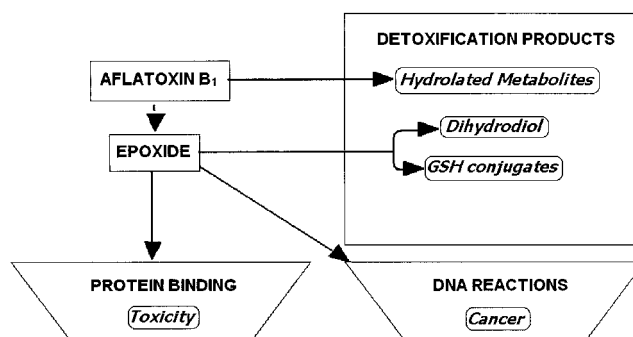 DETOXIFICATION PRODUCTS
AFLATOXIN B₁
Hydrolated Metabolites
Dihydrodiol
EPOXIDE
GSH conjugates
PROTEIN BINDING
Toxicity
DNA REACTIONS
Cancer